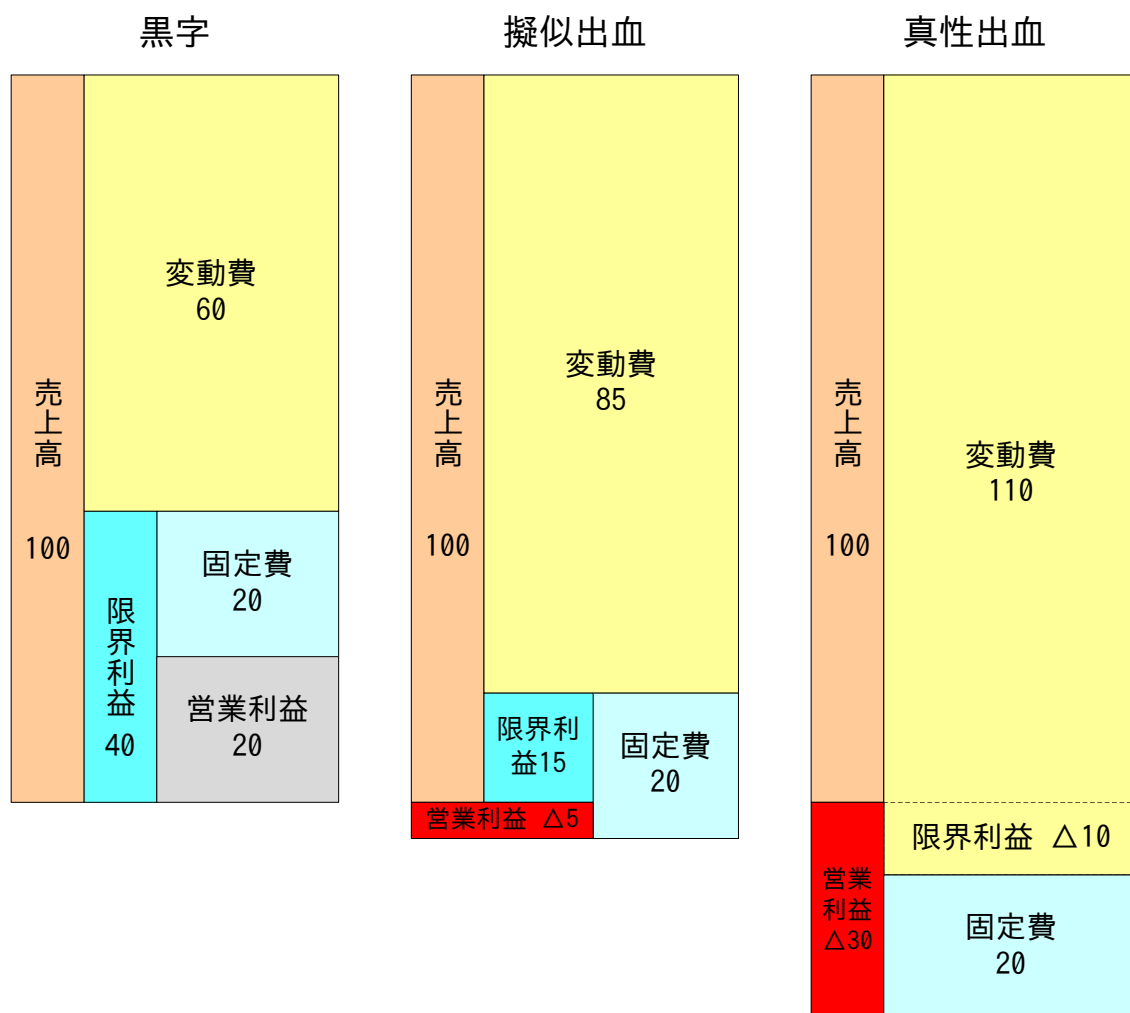 黒字
変動費
60
売上高
100
限界利益
40
固定費
20
営業利益
20
擬似出血
変動費
85
売上高
100
限界利
益15
固定費
20
営業利益 △5
真性出血
変動費
110
売上高
100
限界利益 △10
営業
利益
△30
固定費
20